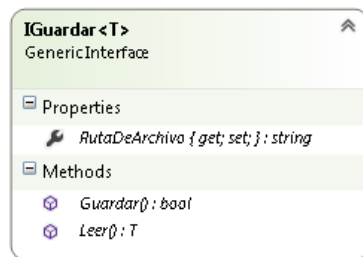 IGuardar<T>
GenericInterface
Properties
RutaDeArchivo { get; set; } : string
Methods
Guardar() : bool
Leer() : T